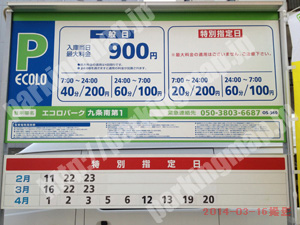 P
ECOLO
一般日
入庫当日
最大料金
900円
7:00〜24:00
40分/200円
24:00〜7:00
60分/100円
特別指定日
7:00〜24:00
20分/200円
24:00〜7:00
60分/100円
エコロパーク 九条南第1
050-3803-6687
特別指定日
2月 11 22 23
3月 16 22 23
4月 1 2 3 4 5 6 12 13 19 20
2014-03-16撮影